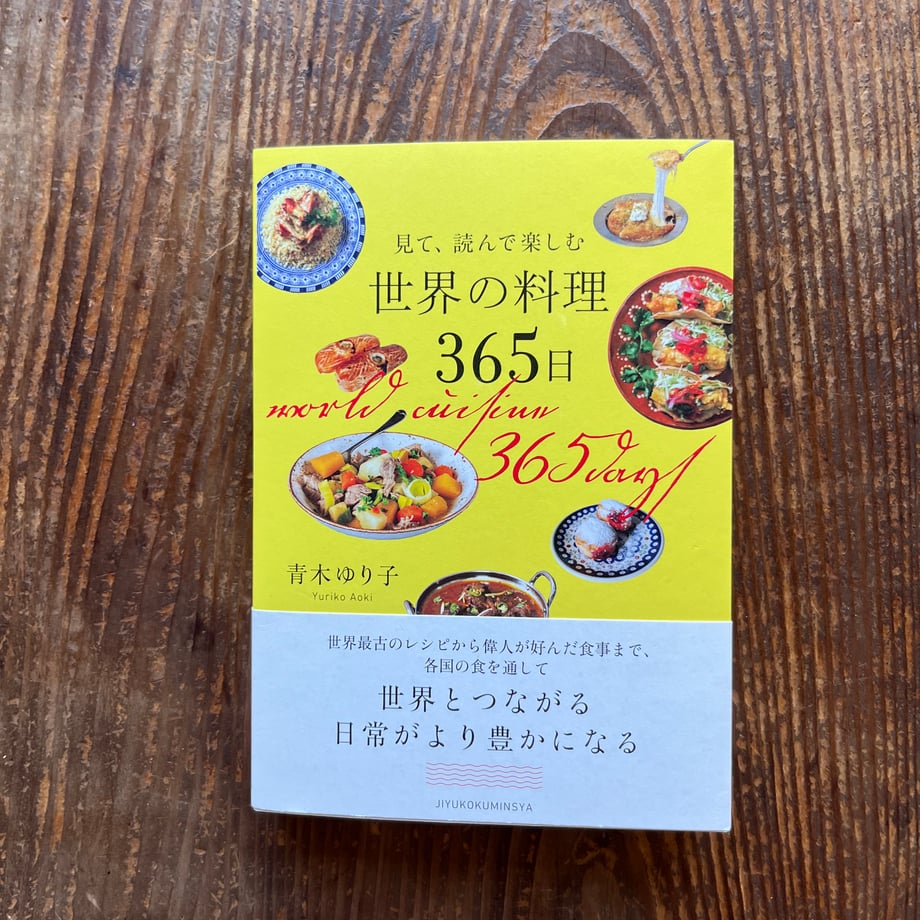 見て、読んで楽しむ
世界の料理
365日
world cuisine
365days
青木ゆり子
Yuriko Aoki
世界最古のレシピから偉人が好んだ食事まで、
各国の食を通して
世界とつながる
日常がより豊かになる
JIYUKOKUMINSYA